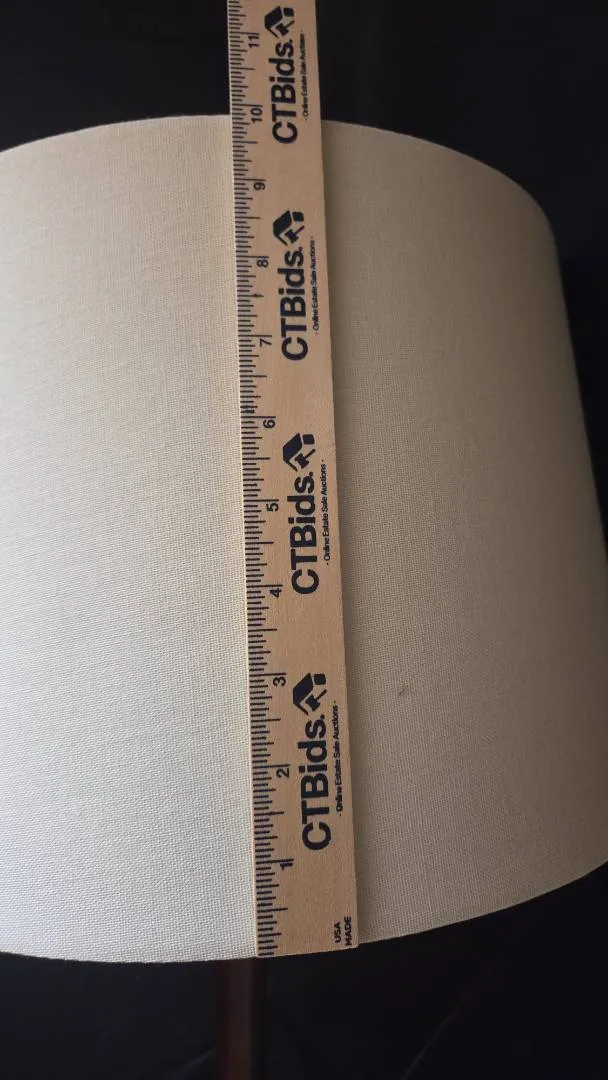 11
CTBids.
· Online Estate Sale Auctions ·
10
9
8
CTBids.
· Online Estate Sale Auctions ·
7
6
5
CTBids.
· Online Estate Sale Auctions ·
4
3
CTBids.
· Online Estate Sale Auctions ·
2
1
USA
MADE